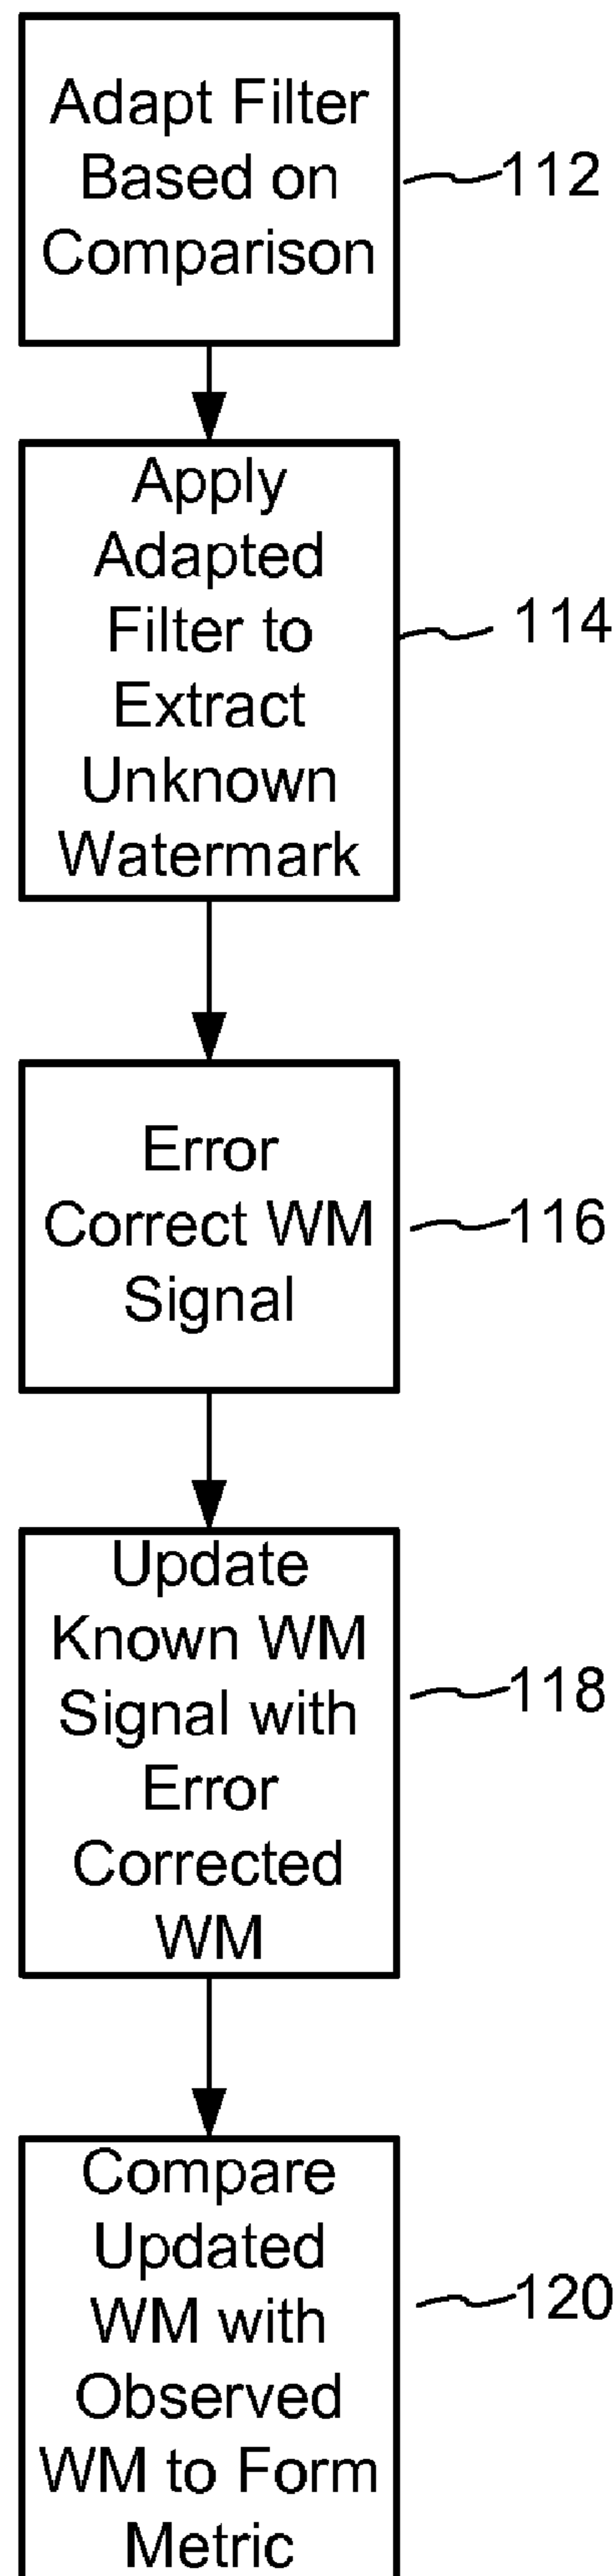 Adapt Filter
Based on
Comparison
112
Apply
Adapted
Filter to
Extract
Unknown
Watermark
114
Error
Correct WM
Signal
116
Update
Known WM
Signal with
Error
Corrected
WM
118
Compare
Updated
WM with
Observed
WM to Form
Metric
120